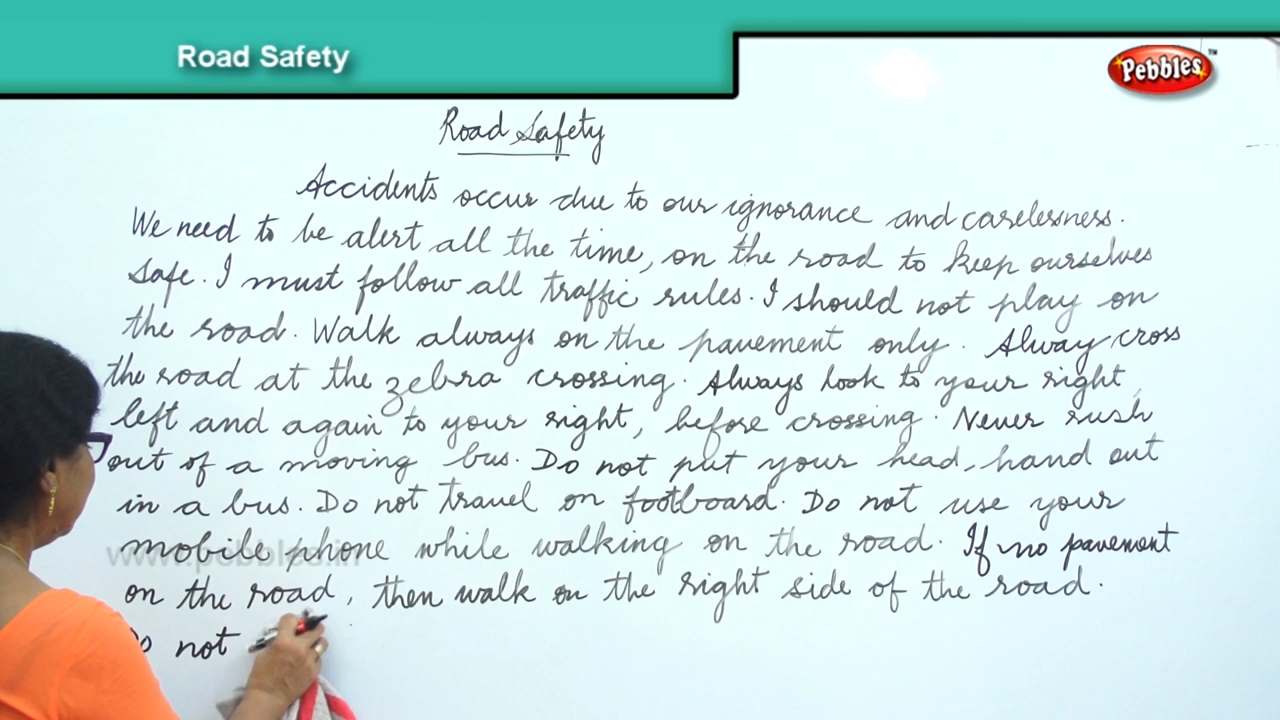 Road Safety
Pebbles™
Road Safety
Accidents occur due to our ignorance and carelessness.
We need to be alert all the time, on the road to keep ourselves
safe. I must follow all traffic rules. I should not play on
the road. Walk always on the pavement only. Alway cross
the road at the zebra crossing. Always look to your right,
left and again to your right, before crossing. Never rush
out of a moving bus. Do not put your head, hand out
in a bus. Do not travel on footboard. Do not use your
mobile phone while walking on the road. If no pavement
on the road, then walk on the right side of the road.
Do not
www.pebbles.in